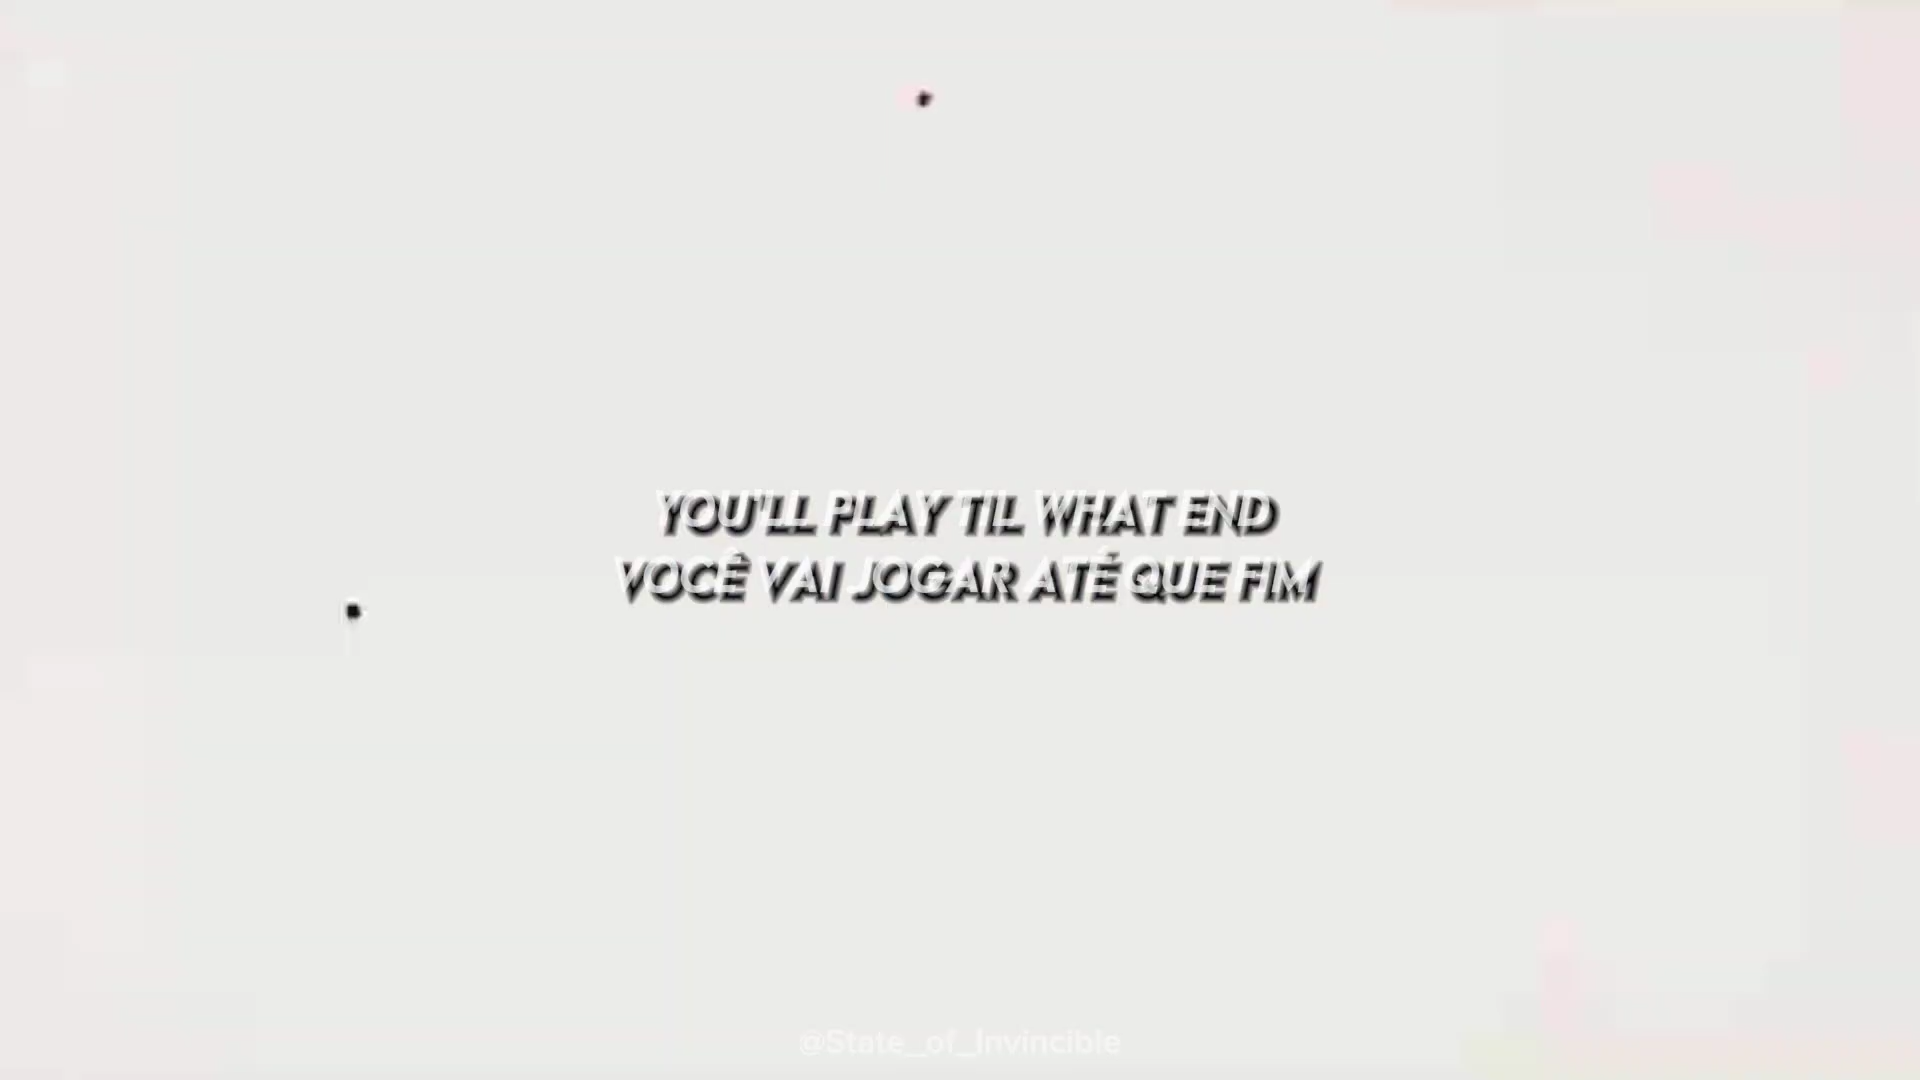 YOU'LL PLAY TIL WHAT END
VOCÊ VAI JOGAR ATÉ QUE FIM
@State_of_Invincible